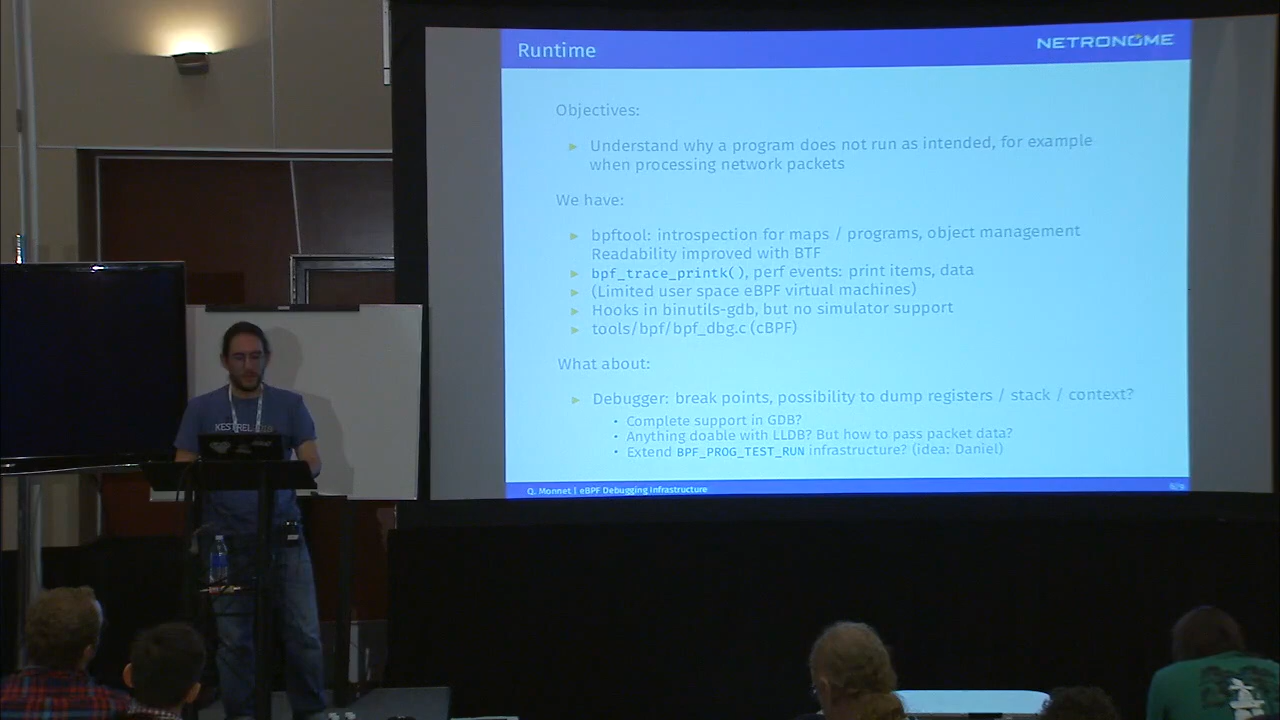 Runtime
NETRONOME
Objectives:
Understand why a program does not run as intended, for example
when processing network packets
We have:
bpftool: introspection for maps / programs, object management
Readability improved with BTF
bpf_trace_printk(), perf events: print items, data
(Limited user space eBPF virtual machines)
Hooks in binutils-gdb, but no simulator support
tools/bpf/bpf_dbg.c (cBPF)
What about:
Debugger: break points, possibility to dump registers / stack / context?
Complete support in GDB?
Anything doable with LLDB? But how to pass packet data?
Extend BPF_PROG_TEST_RUN infrastructure? (idea: Daniel)
Q. Monnet | eBPF Debugging Infrastructure
KESTREL